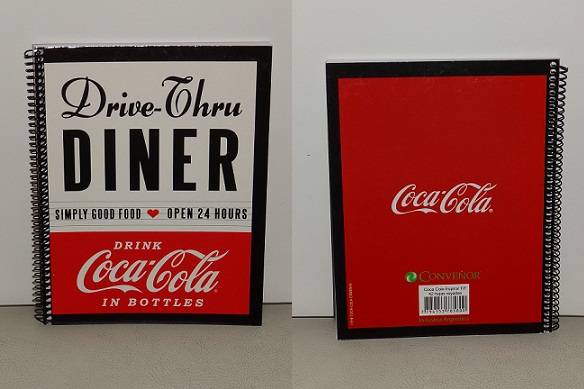 Drive-Thru
DINER
SIMPLY GOOD FOOD ❤ OPEN 24 HOURS
DRINK
Coca-Cola
IN BOTTLES
Coca-Cola
CONVEÑOR